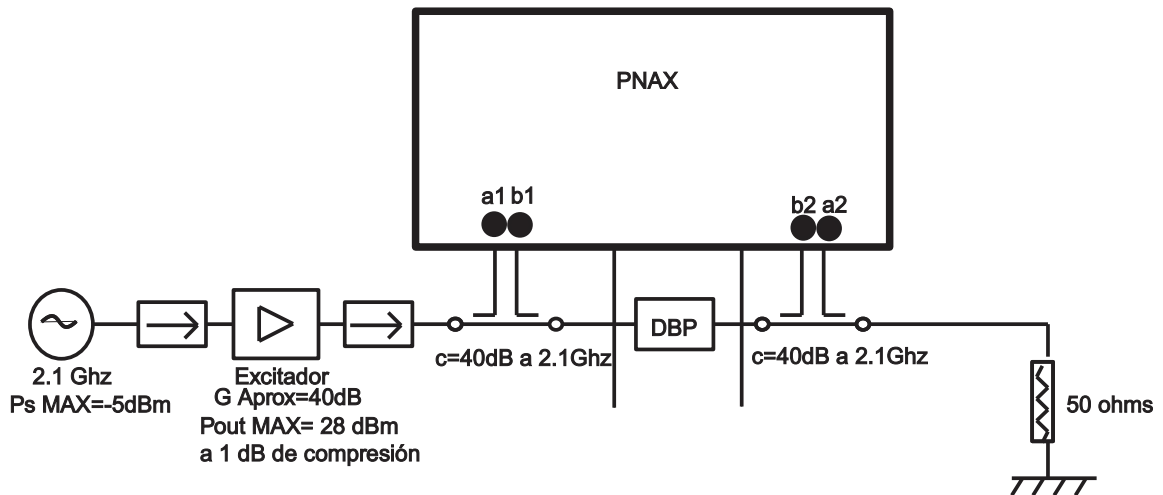 PNAX
a1 b1
b2 a2
DBP
c=40dB a 2.1Ghz
c=40dB a 2.1Ghz
2.1 Ghz
Ps MAX=-5dBm
Excitador
G Aprox=40dB
Pout MAX= 28 dBm
a 1 dB de compresión
50 ohms